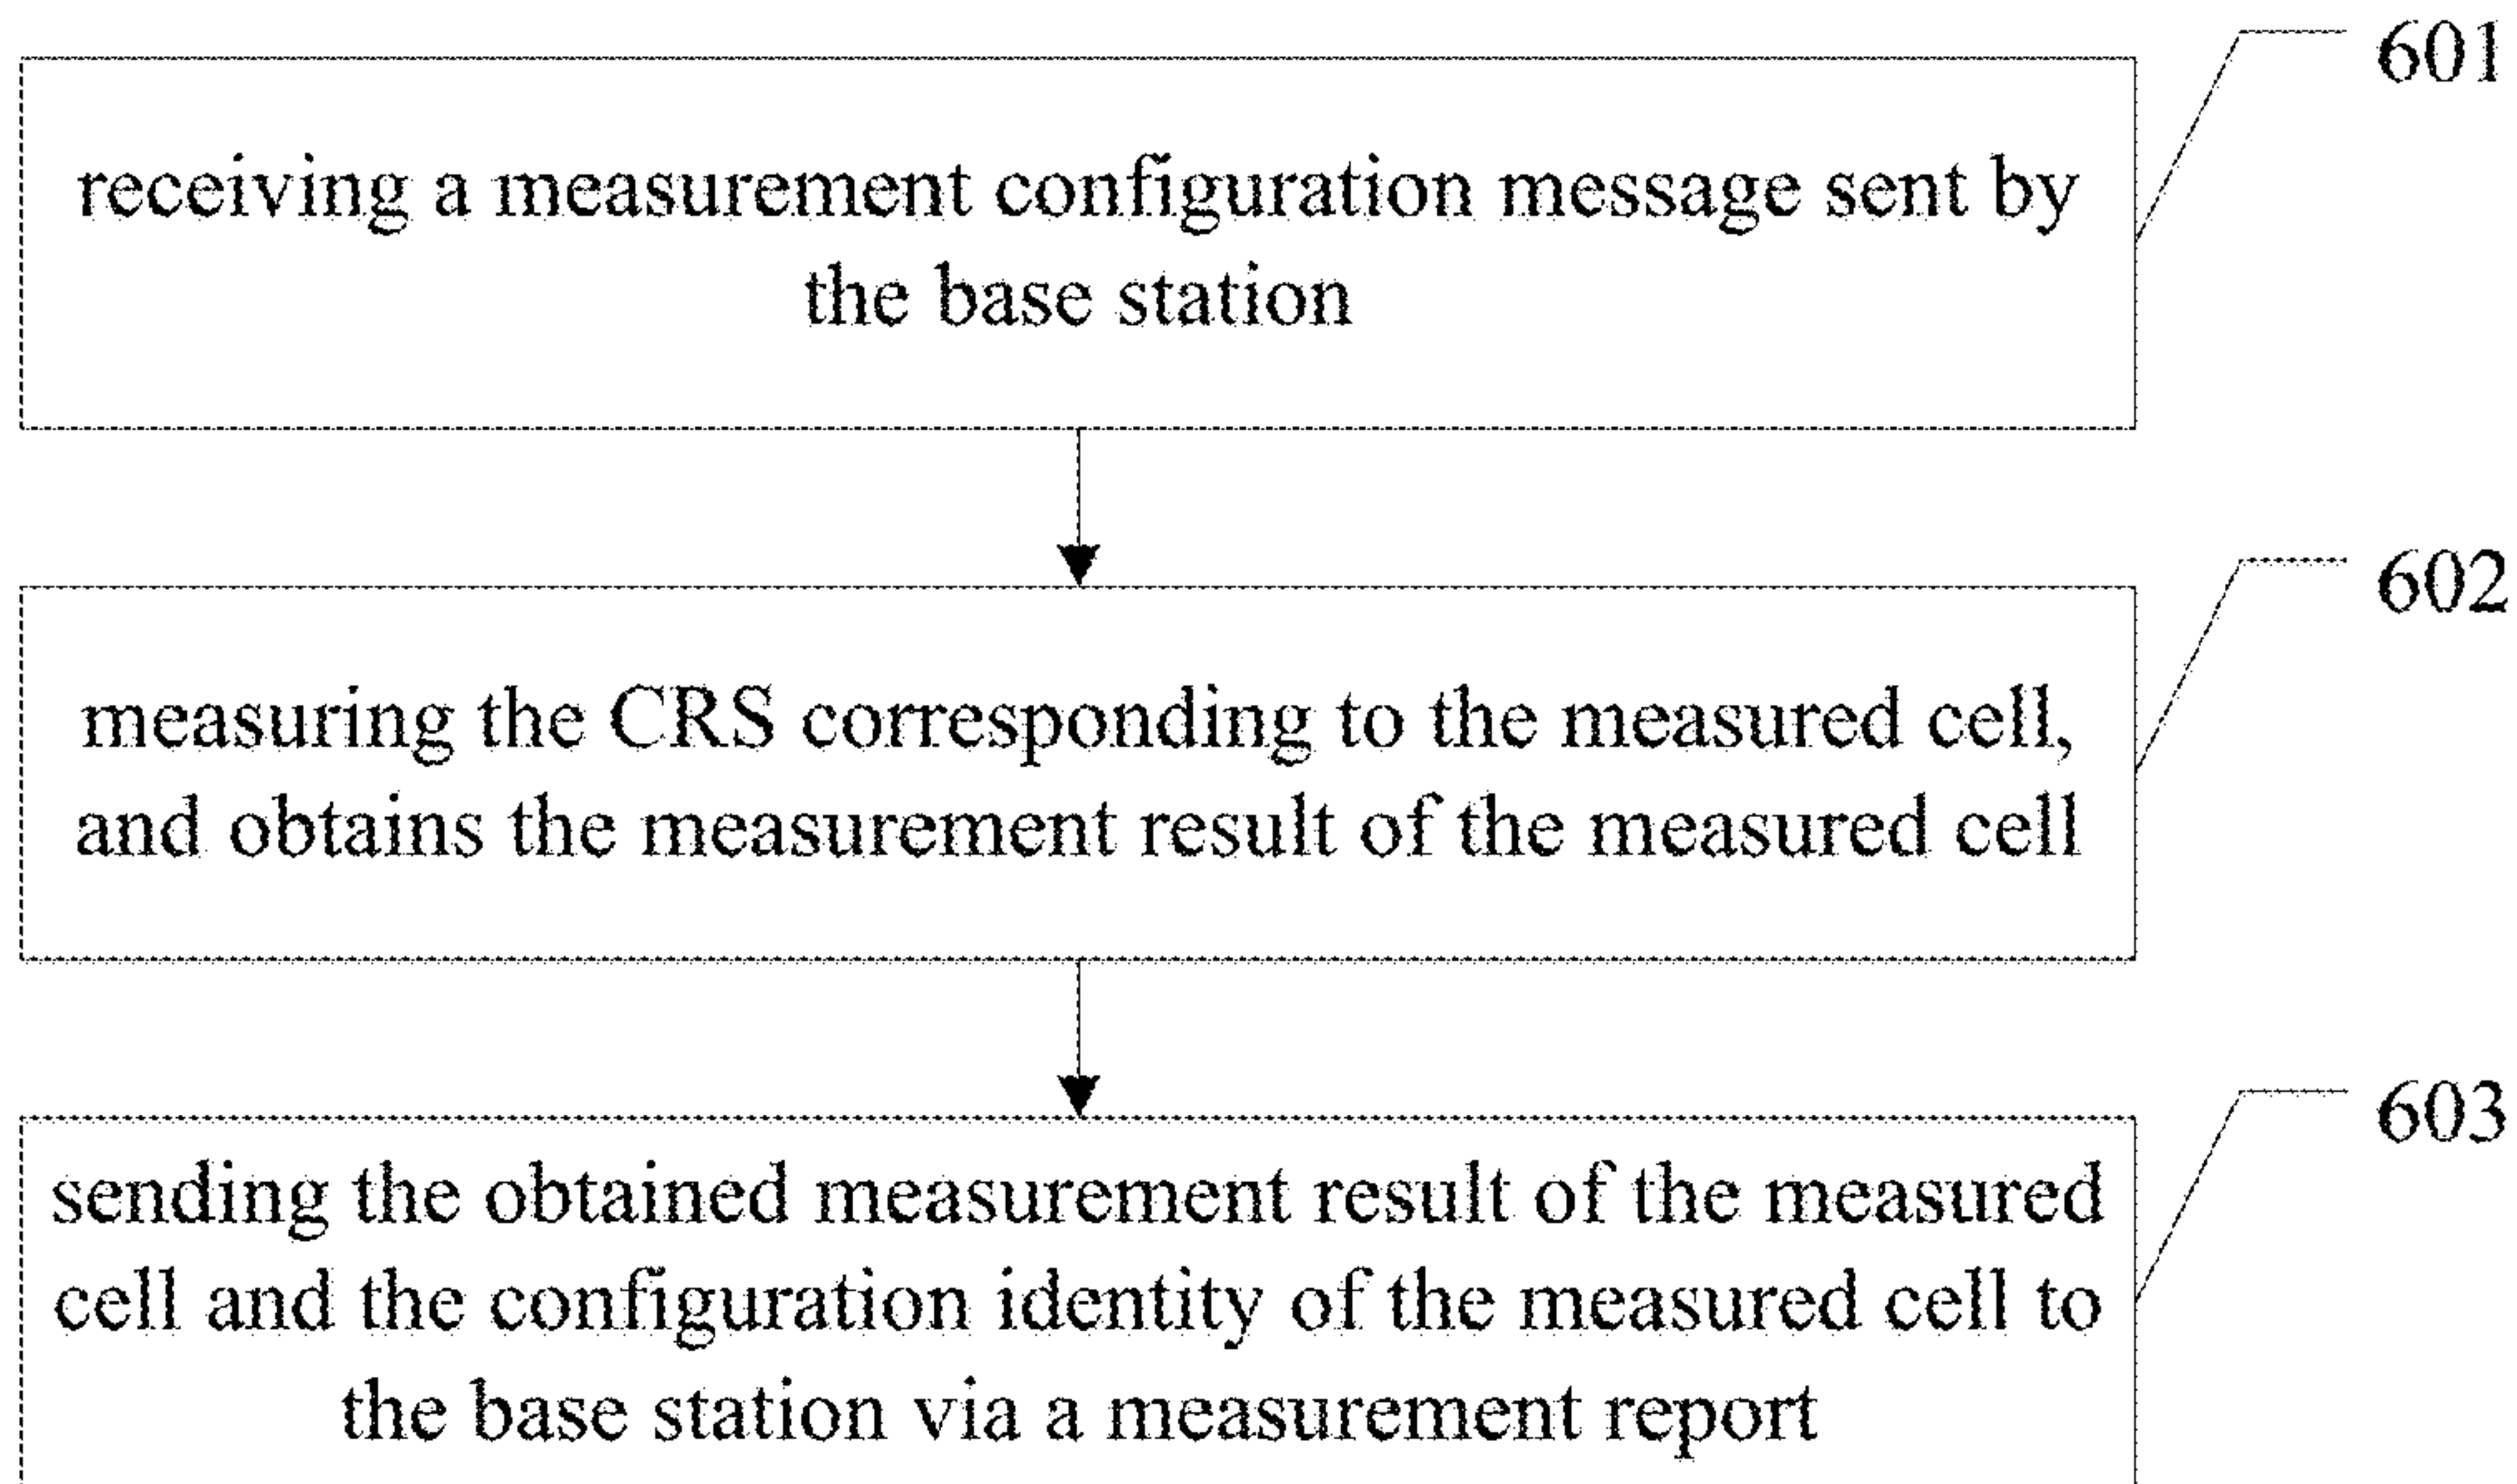 601
receiving a measurement configuration message sent by
the base station
602
measuring the CRS corresponding to the measured cell,
and obtains the measurement result of the measured cell
603
sending the obtained measurement result of the measured
cell and the configuration identity of the measured cell to
the base station via a measurement report